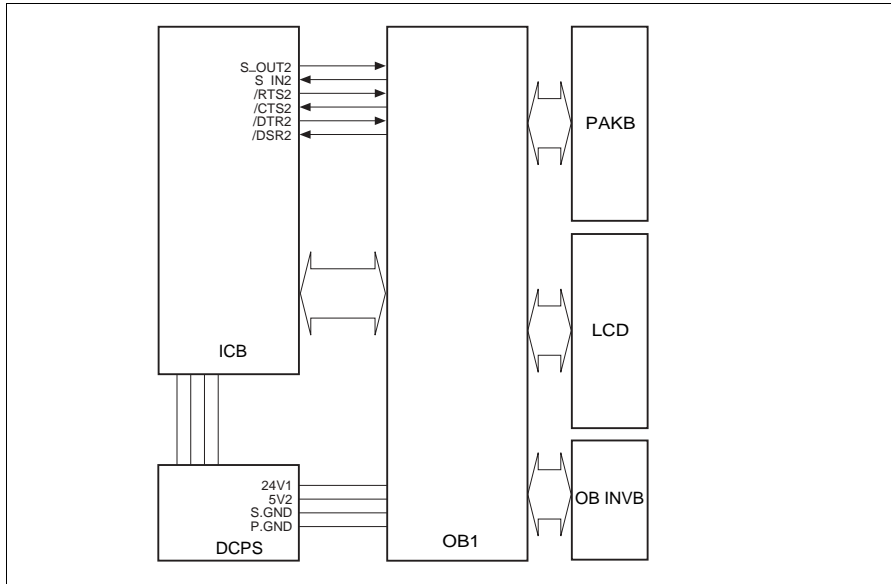 S_OUT2
S IN2
/RTS2
/CTS2
/DTR2
/DSR2
PAKB
LCD
ICB
24V1
5V2
S.GND
P.GND
DCPS
OB1
OB INVB